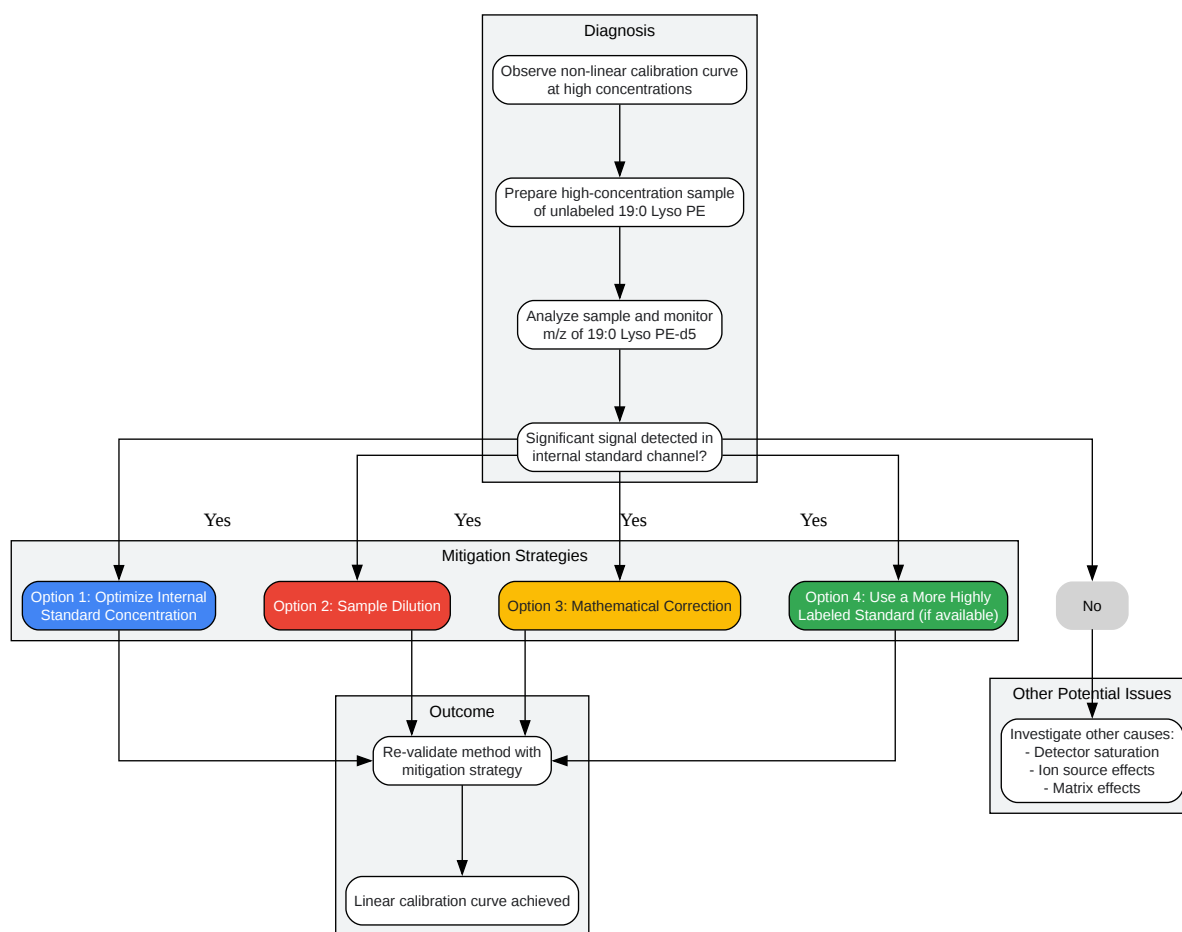 Diagnosis
Observe non-linear calibration curve
at high concentrations
Prepare high-concentration sample
of unlabeled 19:0 Lyso PE
Analyze sample and monitor
m/z of 19:0 Lyso PE-d5
Significant signal detected in
internal standard channel?
Yes
Yes
Yes
Yes
Mitigation Strategies
Option 1: Optimize Internal
Standard Concentration
Option 2: Sample Dilution
Option 3: Mathematical Correction
Option 4: Use a More Highly
Labeled Standard (if available)
No
Other Potential Issues
Investigate other causes:
- Detector saturation
- Ion source effects
- Matrix effects
Outcome
Re-validate method with
mitigation strategy
Linear calibration curve achieved